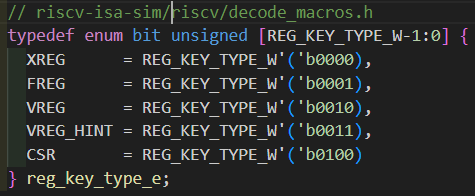 // riscv-isa-sim/riscv/decode_macros.h
typedef enum bit unsigned [REG_KEY_TYPE_W-1:0] {
XREG = REG_KEY_TYPE_W'('b0000),
FREG = REG_KEY_TYPE_W'('b0001),
VREG = REG_KEY_TYPE_W'('b0010),
VREG_HINT = REG_KEY_TYPE_W'('b0011),
CSR = REG_KEY_TYPE_W'('b0100)
} reg_key_type_e;